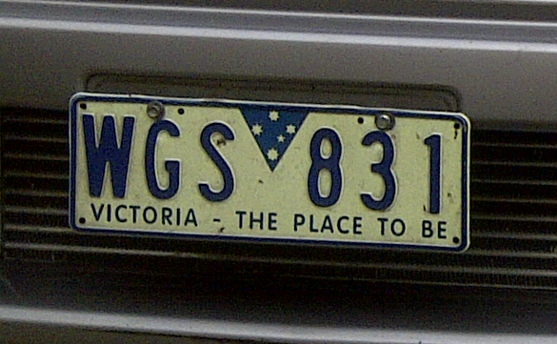 WGS 831
VICTORIA - THE PLACE TO BE